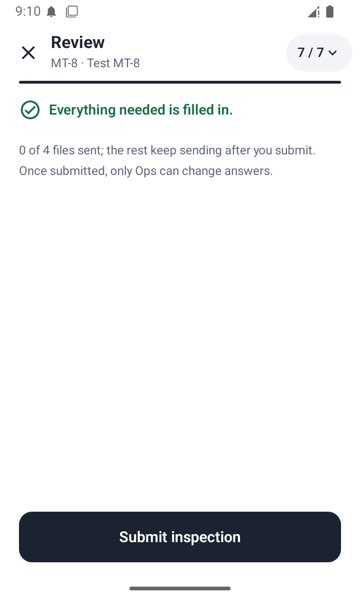 9:10
Review
MT-8 · Test MT-8
7 / 7
Everything needed is filled in.
0 of 4 files sent; the rest keep sending after you submit.
Once submitted, only Ops can change answers.
Submit inspection